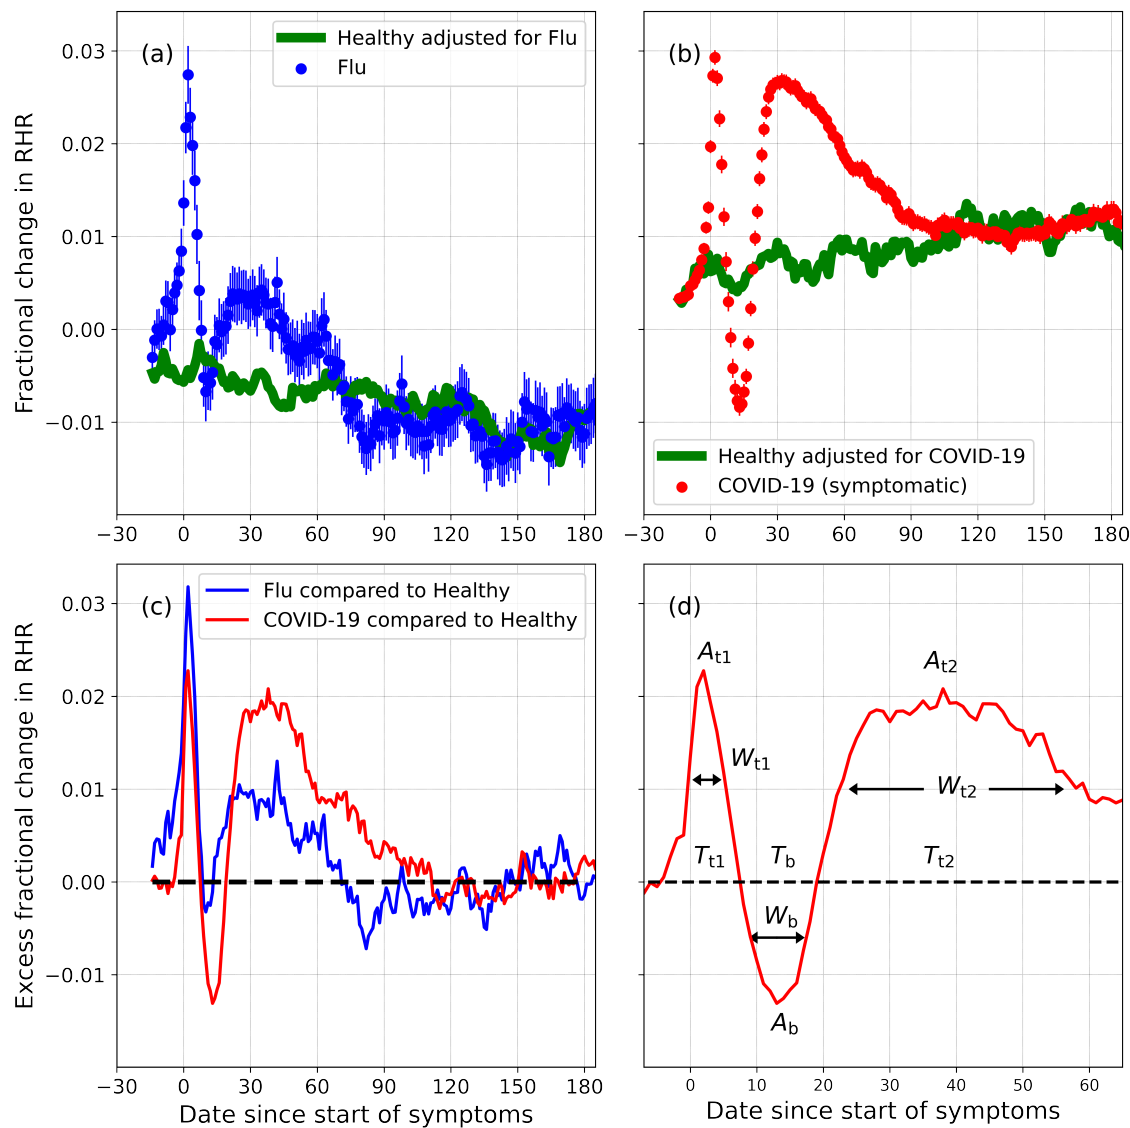 (a)
Healthy adjusted for Flu
Flu
Fractional change in RHR
0.03
0.02
0.01
0.00
−0.01
−30 0 30 60 90 120 150 180
(b)
Healthy adjusted for COVID-19
COVID-19 (symptomatic)
−30 0 30 60 90 120 150 180
(c)
Flu compared to Healthy
COVID-19 compared to Healthy
Excess fractional change in RHR
0.03
0.02
0.01
0.00
−0.01
−30 0 30 60 90 120 150 180
Date since start of symptoms
(d)
At1
At2
Wt1
Wt2
Tt1 Tb Tt2
Wb
Ab
0 10 20 30 40 50 60
Date since start of symptoms